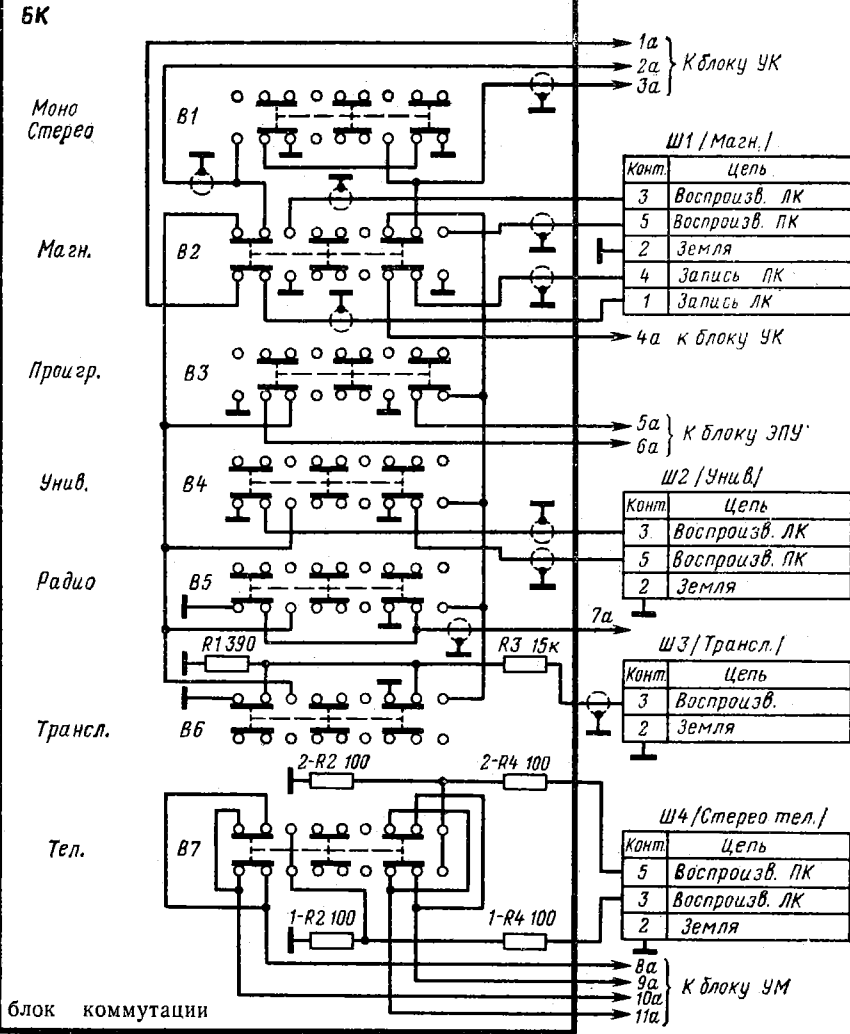 БК
1а
2а
3а
К блоку УК
Моно
Стерео
В1
Ш1 /Магн./
Конт. Цепь
3 Воспроизв. ЛК
5 Воспроизв. ПК
2 Земля
4 Запись ПК
1 Запись ЛК
Магн.
В2
4а к блоку УК
Проигр.
В3
5а
6а
К блоку ЭПУ
Унив.
В4
Ш2 /Унив./
Конт. Цепь
3 Воспроизв. ЛК
5 Воспроизв. ПК
2 Земля
Радио
В5
7а
R1 390
R3 15к
Ш3/Трансл./
Конт. Цепь
3 Воспроизв.
2 Земля
Трансл.
В6
2-R2 100
2-R4 100
Ш4/Стерео тел./
Конт. Цепь
5 Воспроизв. ПК
3 Воспроизв. ЛК
2 Земля
Тел.
В7
1-R2 100
1-R4 100
8а
9а
10а
11а
К блоку УМ
блок коммутации